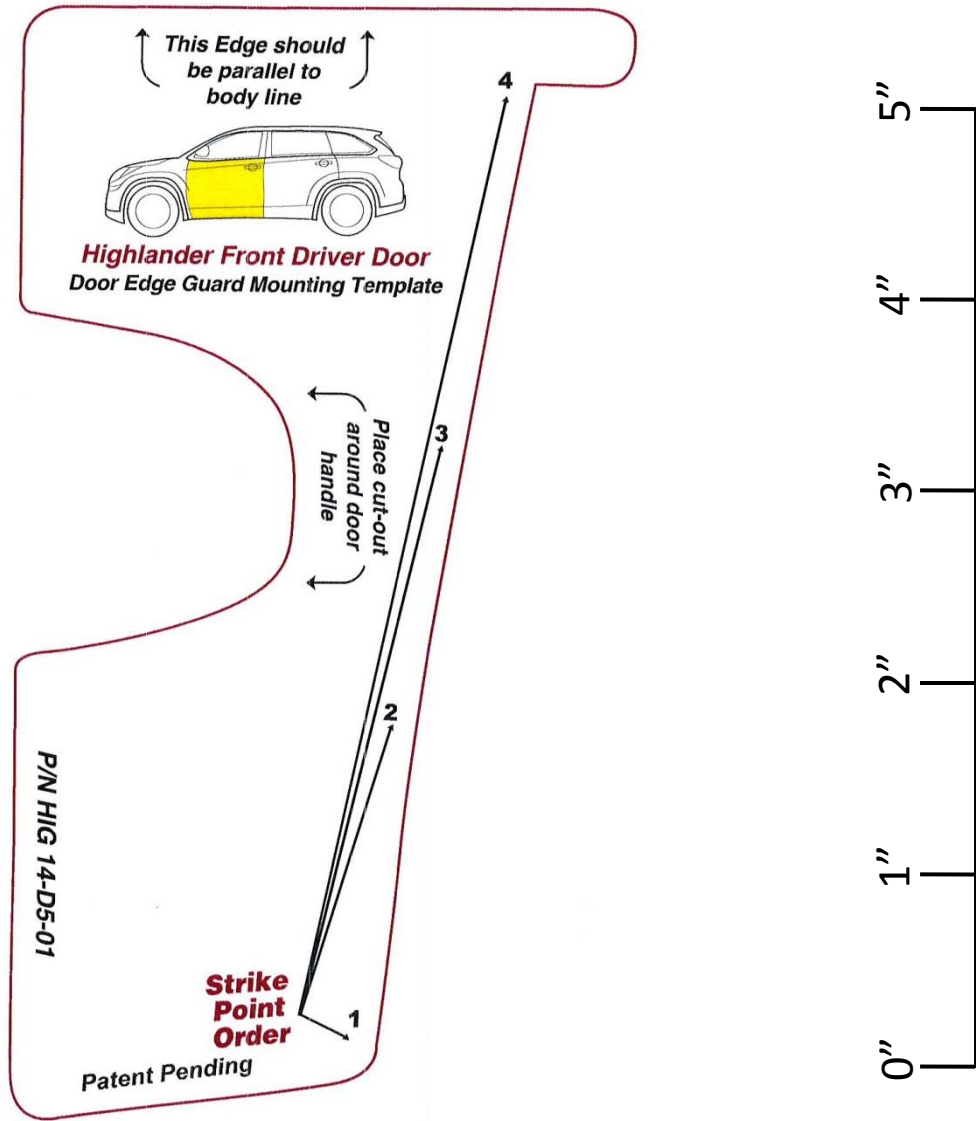 This Edge should
be parallel to
body line
4
Highlander Front Driver Door
Door Edge Guard Mounting Template
3
Place cut-out
around door
handle
2
P/N HIG 14-D5-01
Strike
Point
Order
1
Patent Pending
5”
4”
3”
2”
1”
0”